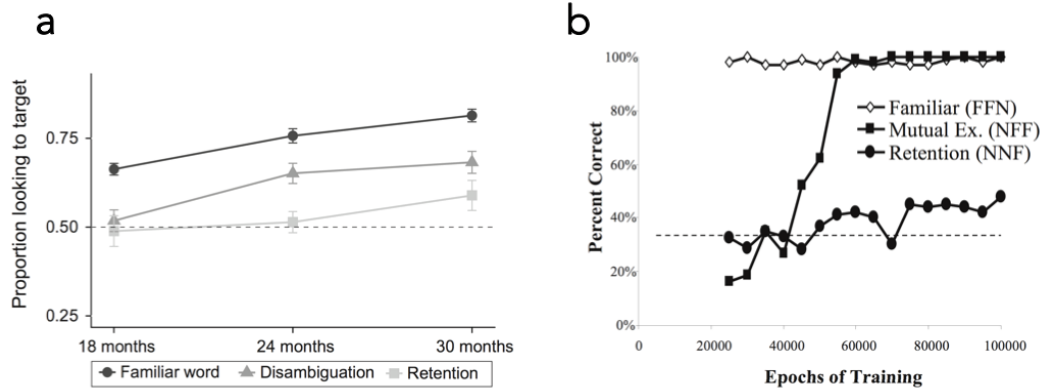 a
Proportion looking to target
0.75
0.50
0.25
18 months
24 months
30 months
Familiar word
Disambiguation
Retention
b
Percent Correct
100%
80%
60%
40%
20%
0%
Familiar (FFN)
Mutual Ex. (NFF)
Retention (NNF)
0
20000
40000
60000
80000
100000
Epochs of Training